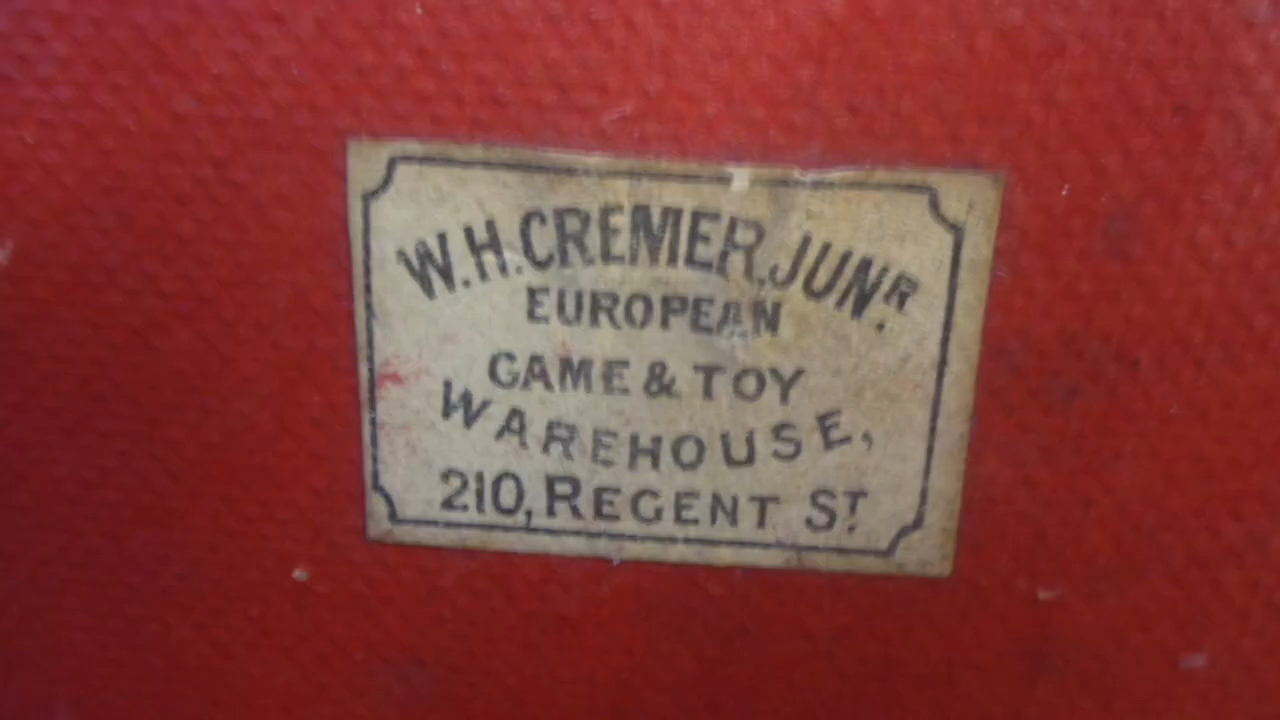 W.H.CREMER, JUNR.
EUROPEAN
GAME & TOY
WAREHOUSE,
210, REGENT ST